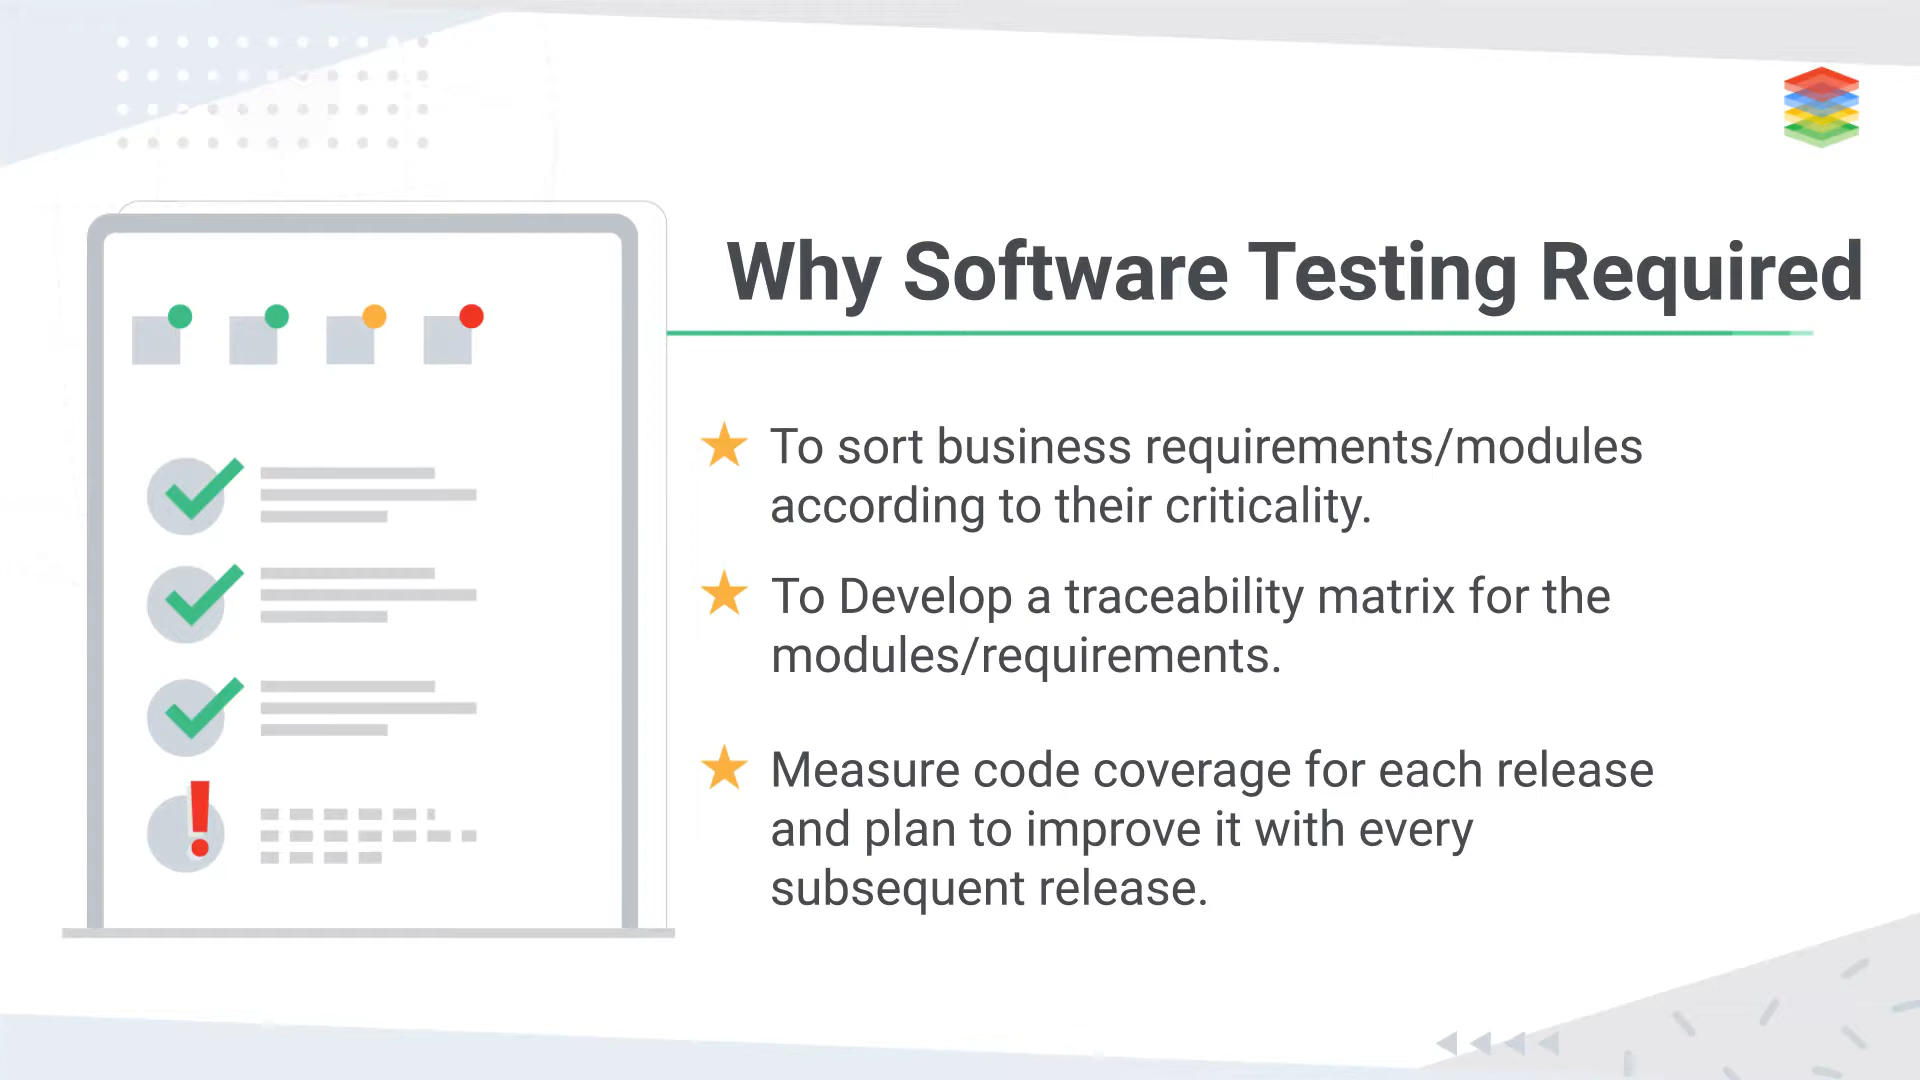 Why Software Testing Required
To sort business requirements/modules
according to their criticality.
To Develop a traceability matrix for the
modules/requirements.
Measure code coverage for each release
and plan to improve it with every
subsequent release.